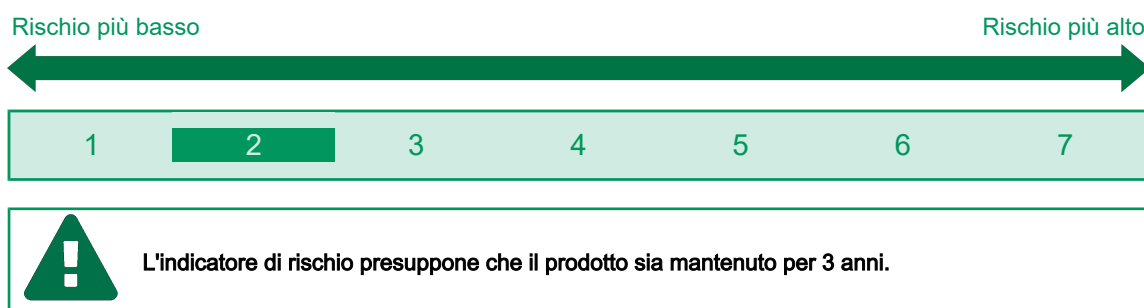 Rischio più basso Rischio più alto
1 2 3 4 5 6 7
L'indicatore di rischio presuppone che il prodotto sia mantenuto per 3 anni.